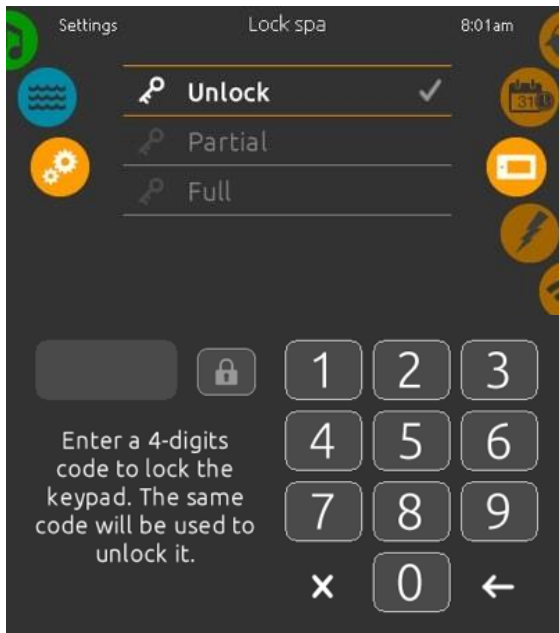 Settings
Lock spa
8:01am
Unlock
31
Partial
Full
1 2 3
Enter a 4-digits
code to lock the
keypad. The same
code will be used to
unlock it.
4 5 6
7 8 9
x 0 ←